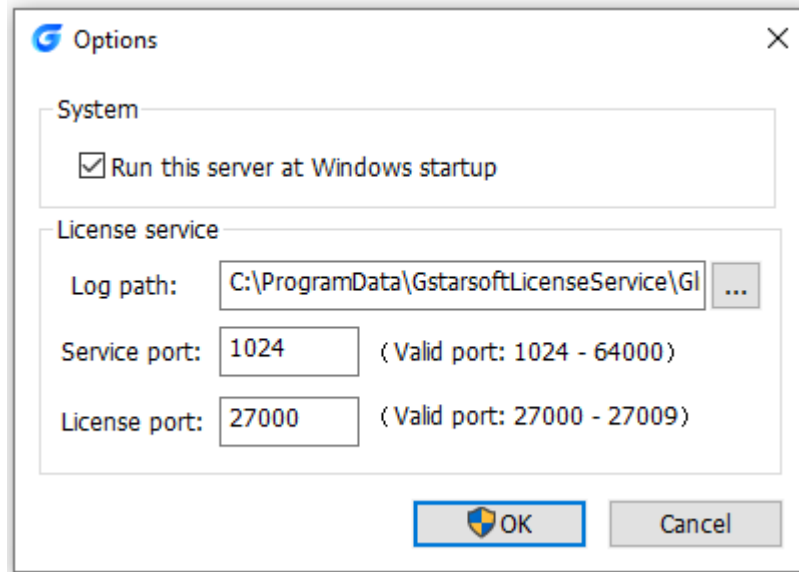 Options
System
Run this server at Windows startup
License service
Log path: C:\ProgramData\GstarsoftLicenseService\Gl ...
Service port: 1024 (Valid port: 1024 - 64000)
License port: 27000 (Valid port: 27000 - 27009)
OK Cancel